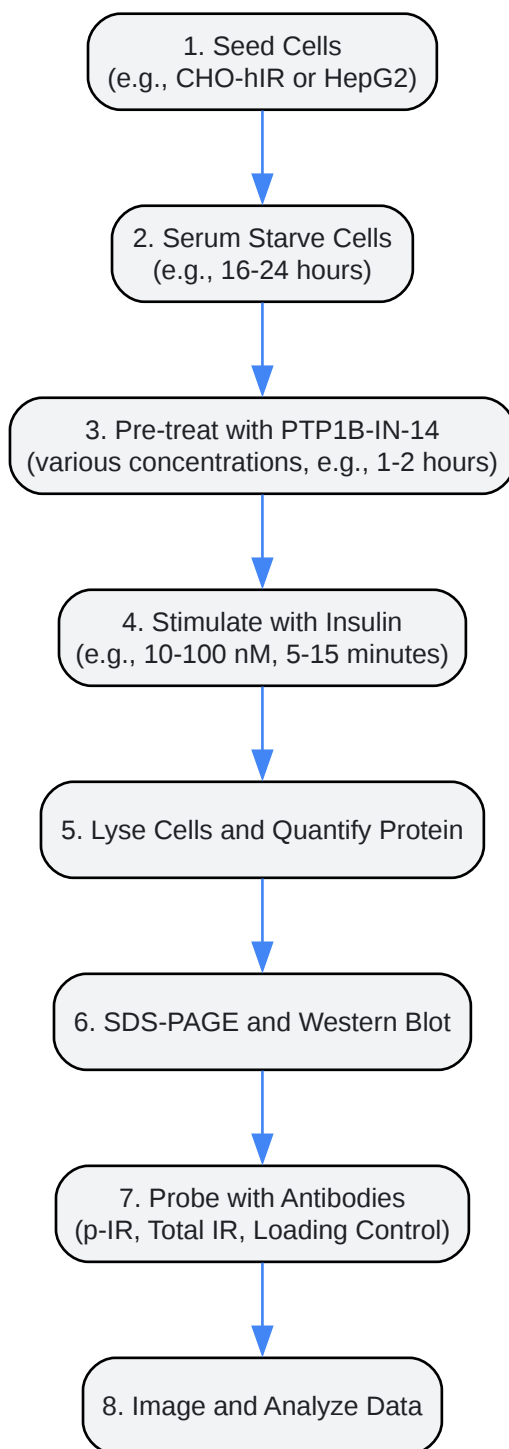 1. Seed Cells
(e.g., CHO-hIR or HepG2)
2. Serum Starve Cells
(e.g., 16-24 hours)
3. Pre-treat with PTP1B-IN-14
(various concentrations, e.g., 1-2 hours)
4. Stimulate with Insulin
(e.g., 10-100 nM, 5-15 minutes)
5. Lyse Cells and Quantify Protein
6. SDS-PAGE and Western Blot
7. Probe with Antibodies
(p-IR, Total IR, Loading Control)
8. Image and Analyze Data